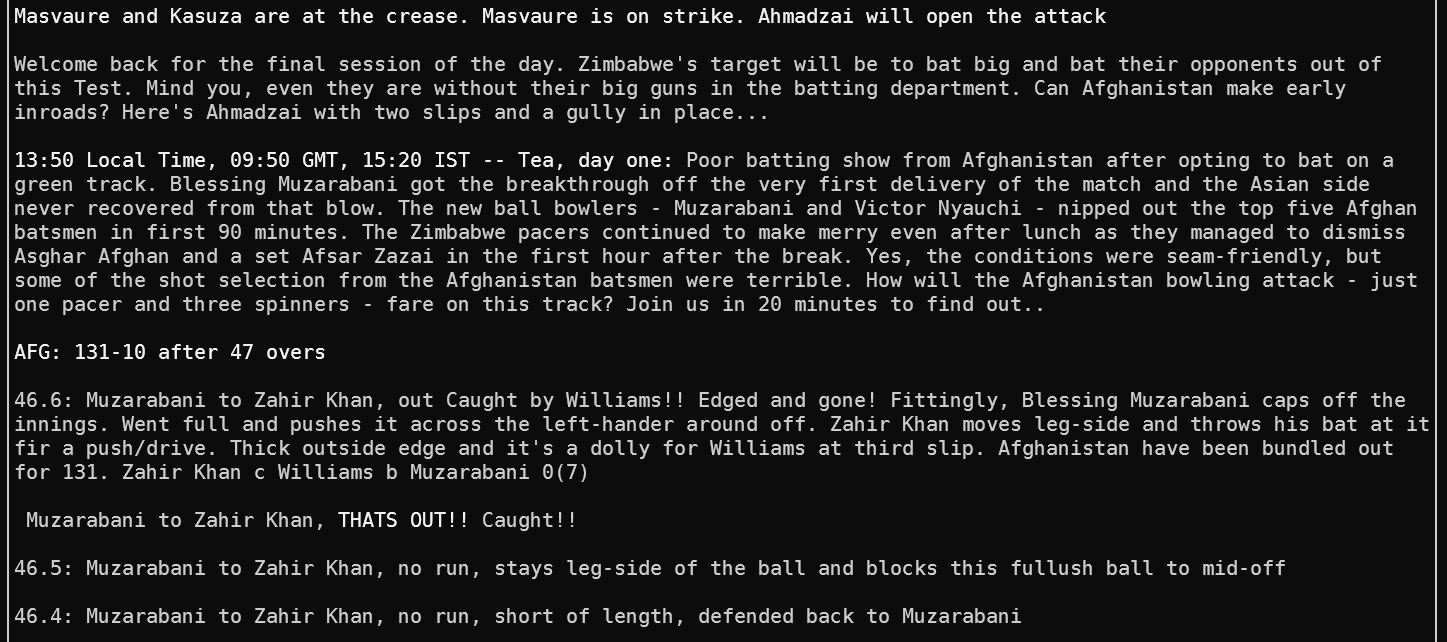 Masvaure and Kasuza are at the crease. Masvaure is on strike. Ahmadzai will open the attack
Welcome back for the final session of the day. Zimbabwe's target will be to bat big and bat their opponents out of
this Test. Mind you, even they are without their big guns in the batting department. Can Afghanistan make early
inroads? Here's Ahmadzai with two slips and a gully in place...
13:50 Local Time, 09:50 GMT, 15:20 IST -- Tea, day one: Poor batting show from Afghanistan after opting to bat on a
green track. Blessing Muzarabani got the breakthrough off the very first delivery of the match and the Asian side
never recovered from that blow. The new ball bowlers - Muzarabani and Victor Nyauchi - nipped out the top five Afghan
batsmen in first 90 minutes. The Zimbabwe pacers continued to make merry even after lunch as they managed to dismiss
Asghar Afghan and a set Afsar Zazai in the first hour after the break. Yes, the conditions were seam-friendly, but
some of the shot selection from the Afghanistan batsmen were terrible. How will the Afghanistan bowling attack - just
one pacer and three spinners - fare on this track? Join us in 20 minutes to find out..
AFG: 131-10 after 47 overs
46.6: Muzarabani to Zahir Khan, out Caught by Williams!! Edged and gone! Fittingly, Blessing Muzarabani caps off the
innings. Went full and pushes it across the left-hander around off. Zahir Khan moves leg-side and throws his bat at it
fir a push/drive. Thick outside edge and it's a dolly for Williams at third slip. Afghanistan have been bundled out
for 131. Zahir Khan c Williams b Muzarabani 0(7)
Muzarabani to Zahir Khan, THATS OUT!! Caught!!
46.5: Muzarabani to Zahir Khan, no run, stays leg-side of the ball and blocks this fullush ball to mid-off
46.4: Muzarabani to Zahir Khan, no run, short of length, defended back to Muzarabani